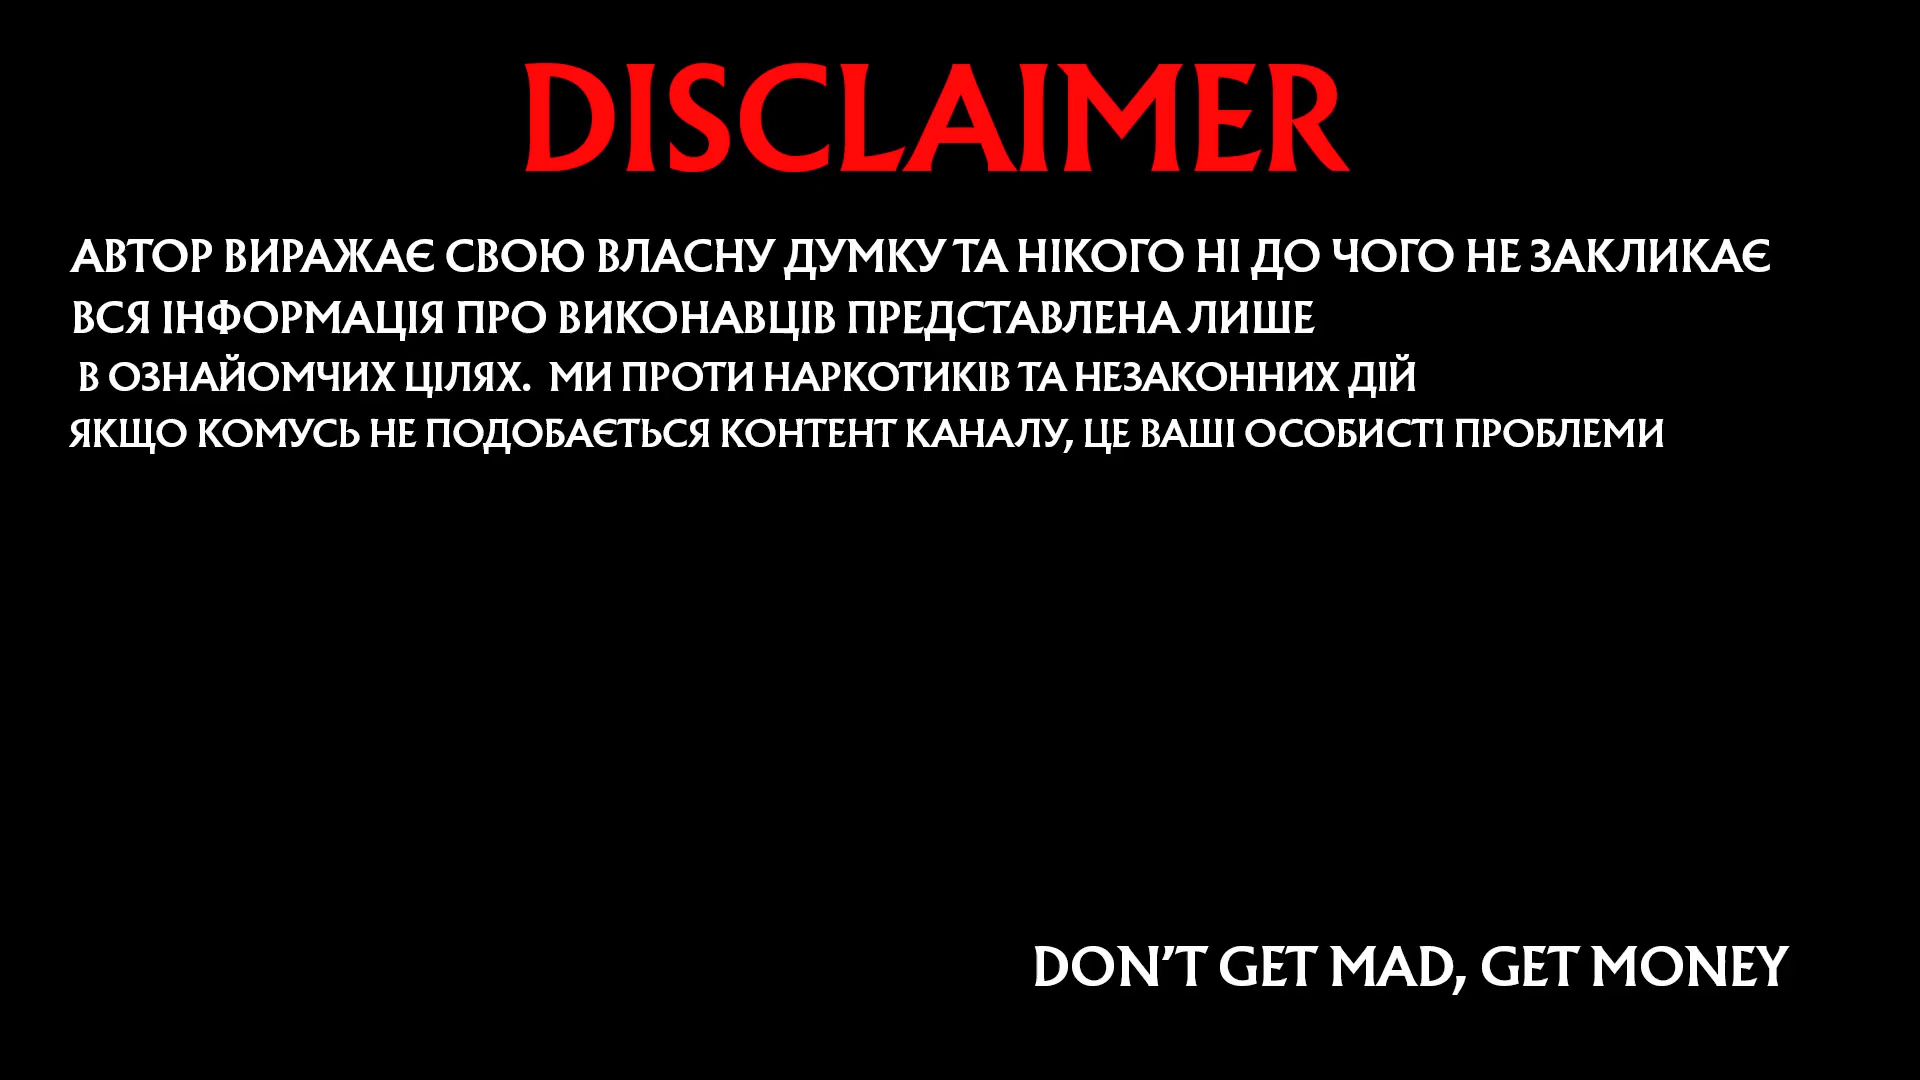 DISCLAIMER
АВТОР ВИРАЖАЄ СВОЮ ВЛАСНУ ДУМКУ ТА НІКОГО НІ ДО ЧОГО НЕ ЗАКЛИКАЄ
ВСЯ ІНФОРМАЦІЯ ПРО ВИКОНАВЦІВ ПРЕДСТАВЛЕНА ЛИШЕ
В ОЗНАЙОМЧИХ ЦІЛЯХ. МИ ПРОТИ НАРКОТИКІВ ТА НЕЗАКОННИХ ДІЙ
ЯКЩО КОМУСЬ НЕ ПОДОБАЄТЬСЯ КОНТЕНТ КАНАЛУ, ЦЕ ВАШІ ОСОБИСТІ ПРОБЛЕМИ
DON'T GET MAD, GET MONEY